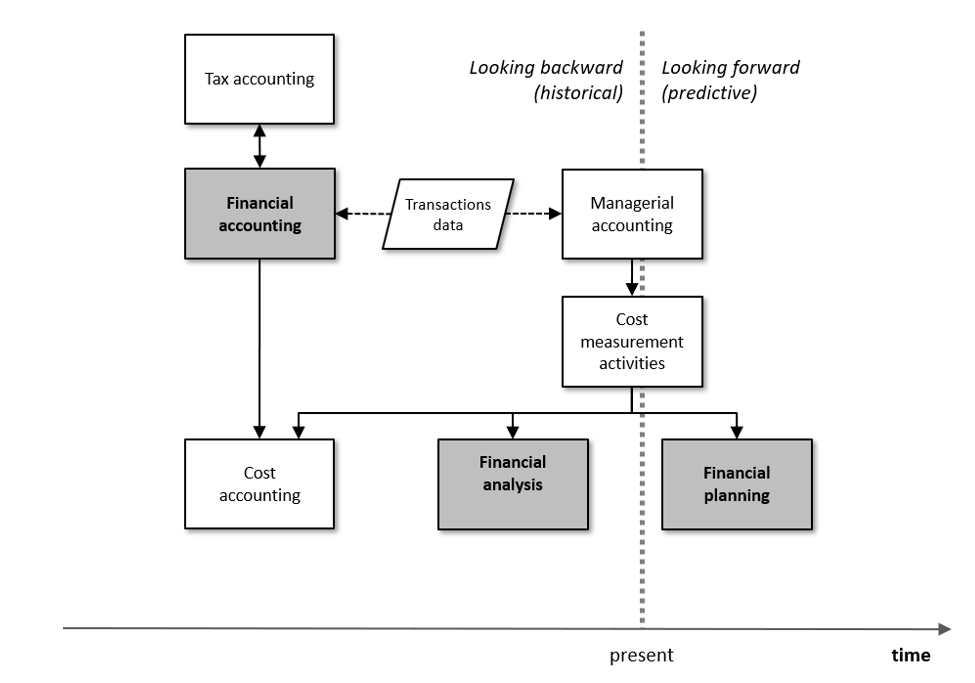 Tax accounting
Looking backward
(historical)
Looking forward
(predictive)
Financial
accounting
Transactions
data
Managerial
accounting
Cost
measurement
activities
Cost
accounting
Financial
analysis
Financial
planning
present
time